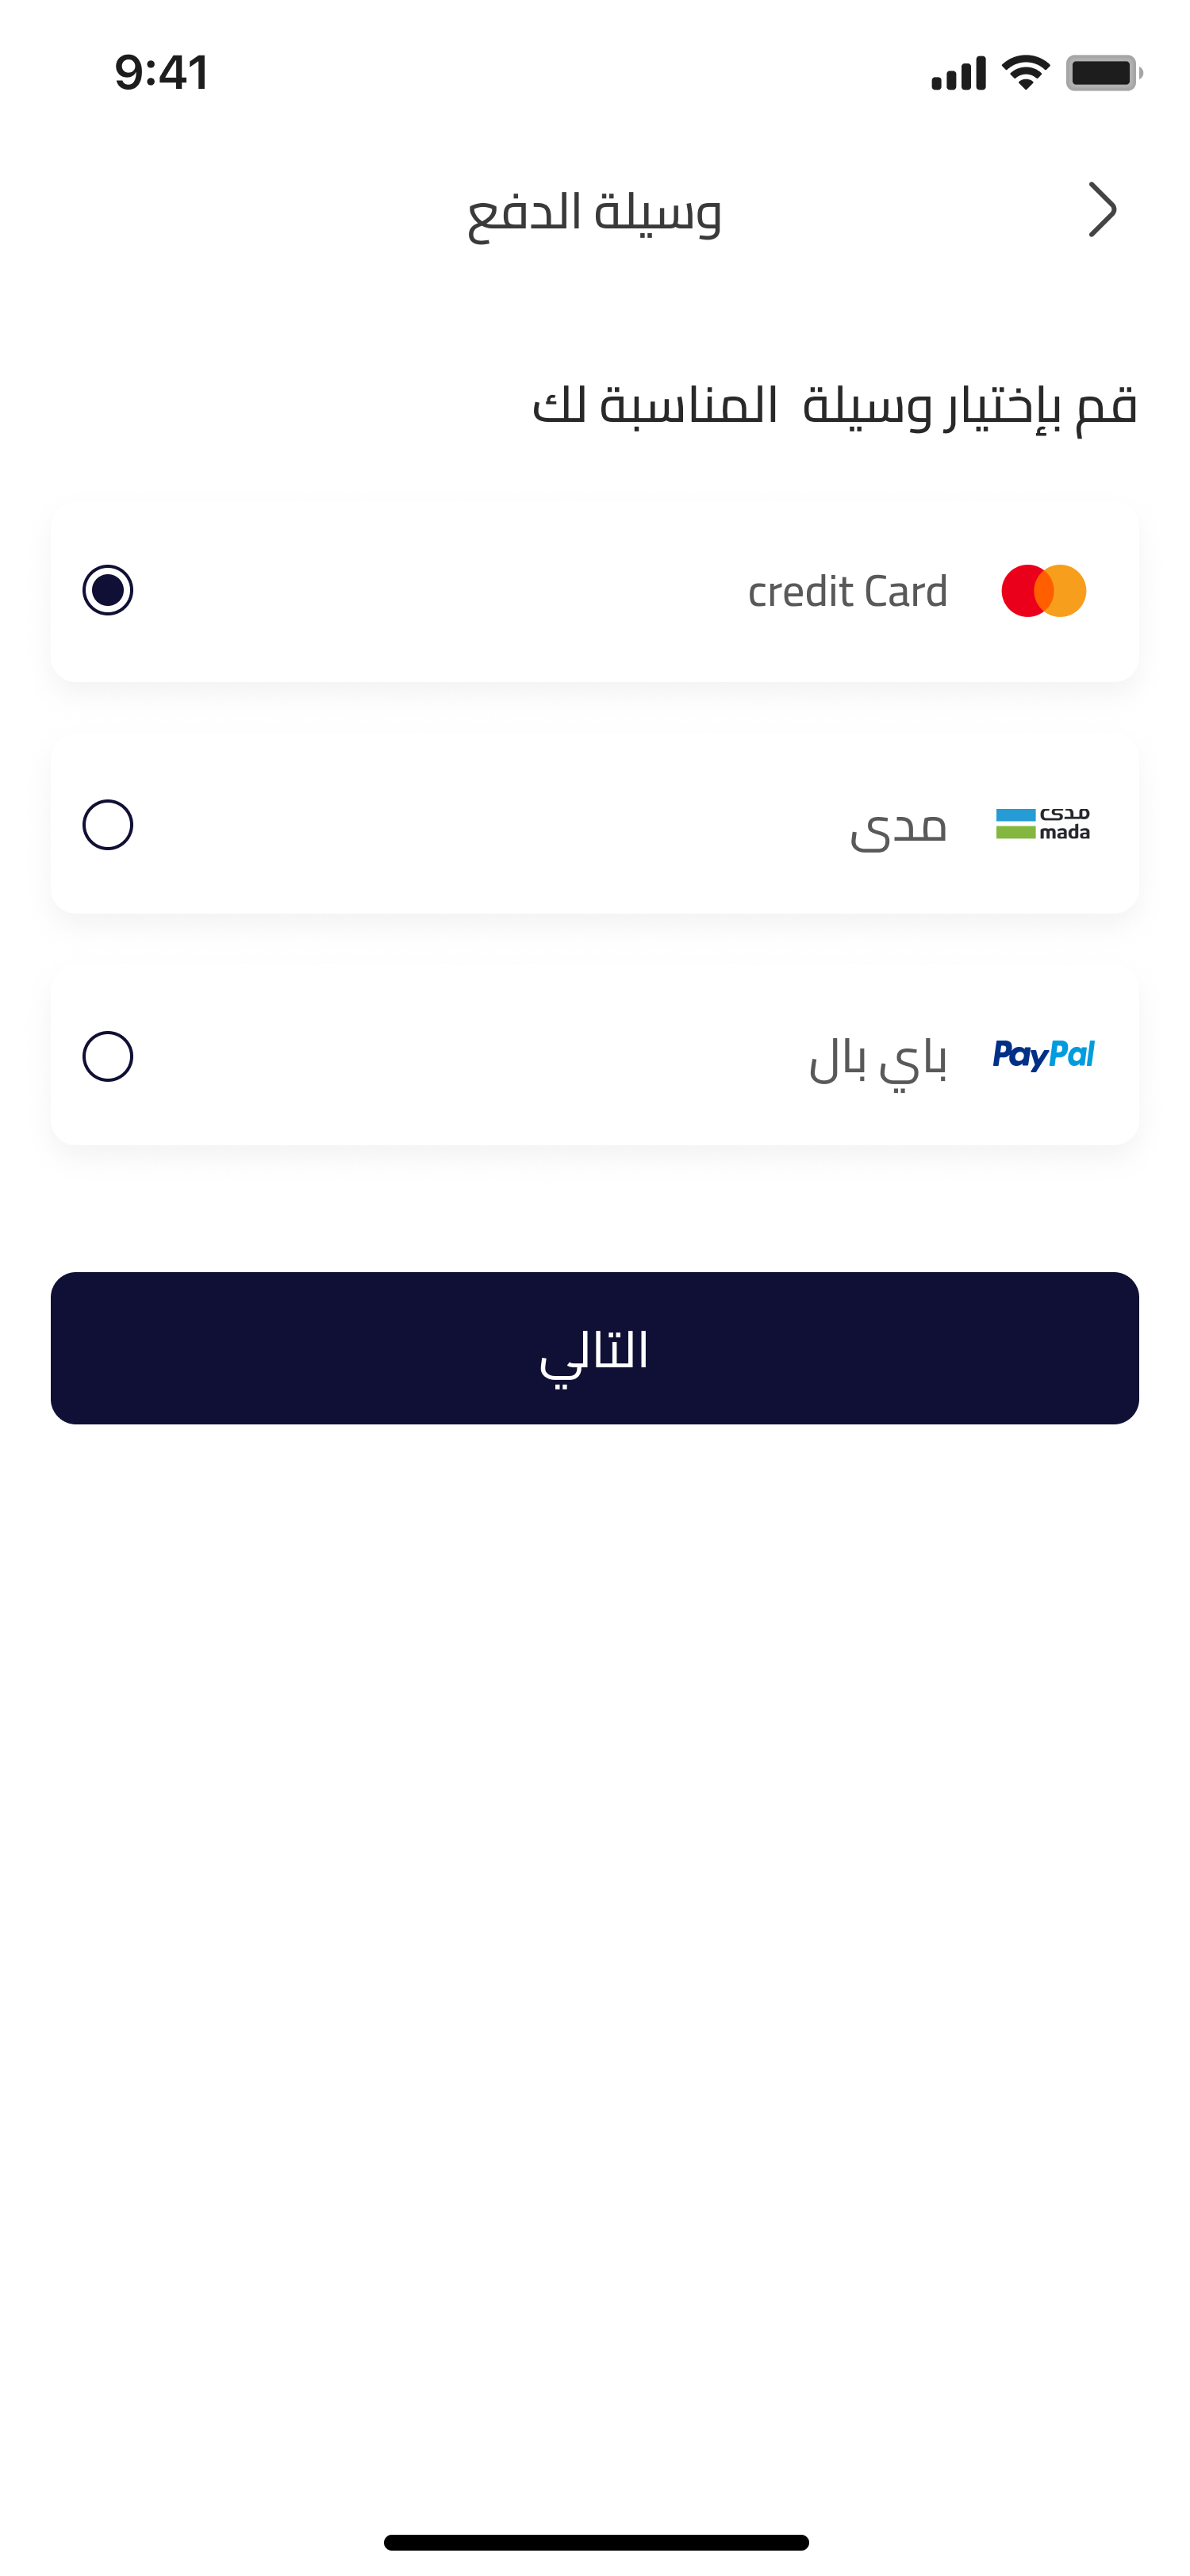 9:41
وسيلة الدفع
قم بإختيار وسيلة  المناسبة لك
credit Card
مدى
mada
مدى
PayPal
باي بال
التالي